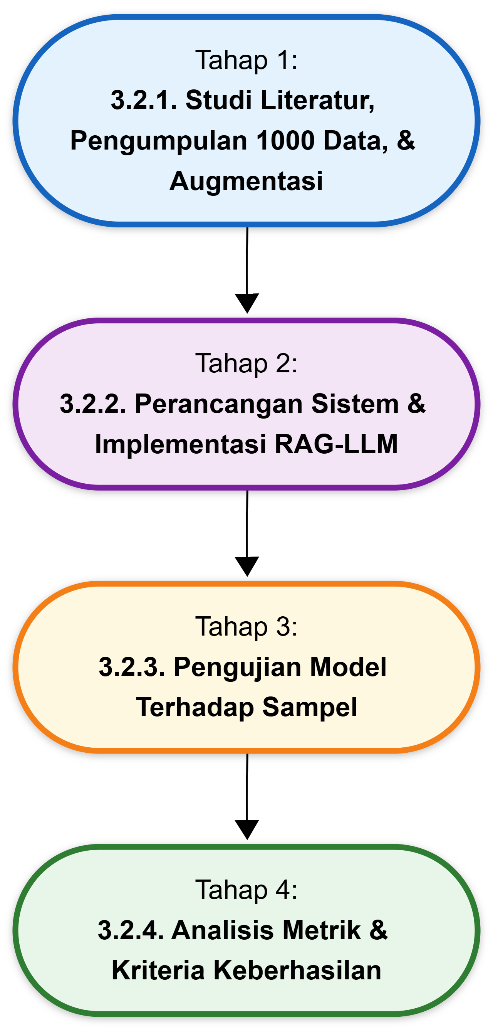 Tahap 1:
3.2.1. Studi Literatur,
Pengumpulan 1000 Data, &
Augmentasi
Tahap 2:
3.2.2. Perancangan Sistem &
Implementasi RAG-LLM
Tahap 3:
3.2.3. Pengujian Model
Terhadap Sampel
Tahap 4:
3.2.4. Analisis Metrik &
Kriteria Keberhasilan